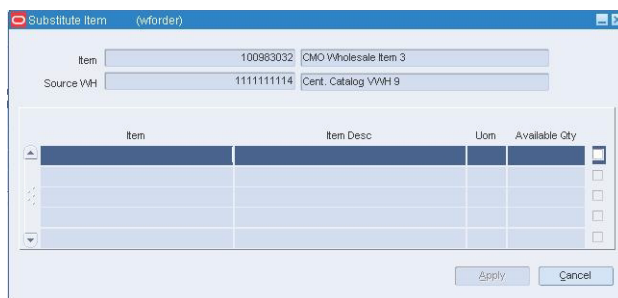 Substitute Item (wforder)
Item 100983032 CMO Wholesale Item 3
Source WH 1111111114 Cent. Catalog VWH 9
Item Item Desc Uom Available Qty
Apply Cancel